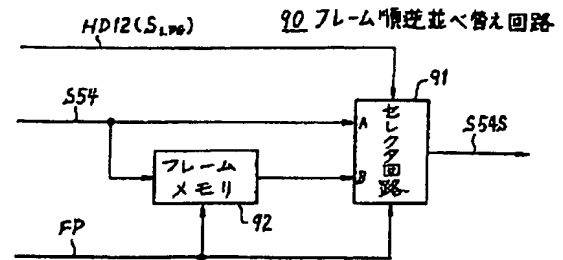 HD12(S_LPG)
90 フレーム順逆並べ替え回路
91
S54
A
セレクタ回路
S54S
フレーム
メモリ
B
92
FP